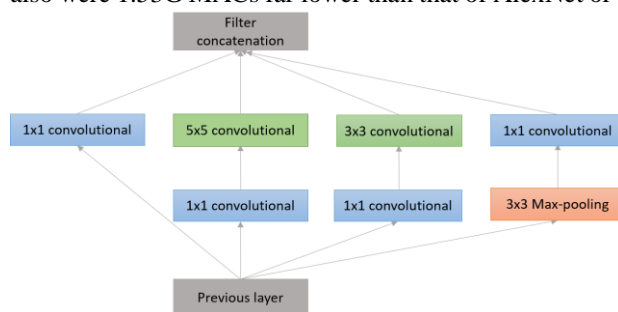 also were 1.53G MACs far lower than that of AlexNet or
Filter
concatenation
1x1 convolutional
5x5 convolutional
3x3 convolutional
1x1 convolutional
1x1 convolutional
1x1 convolutional
3x3 Max-pooling
Previous layer